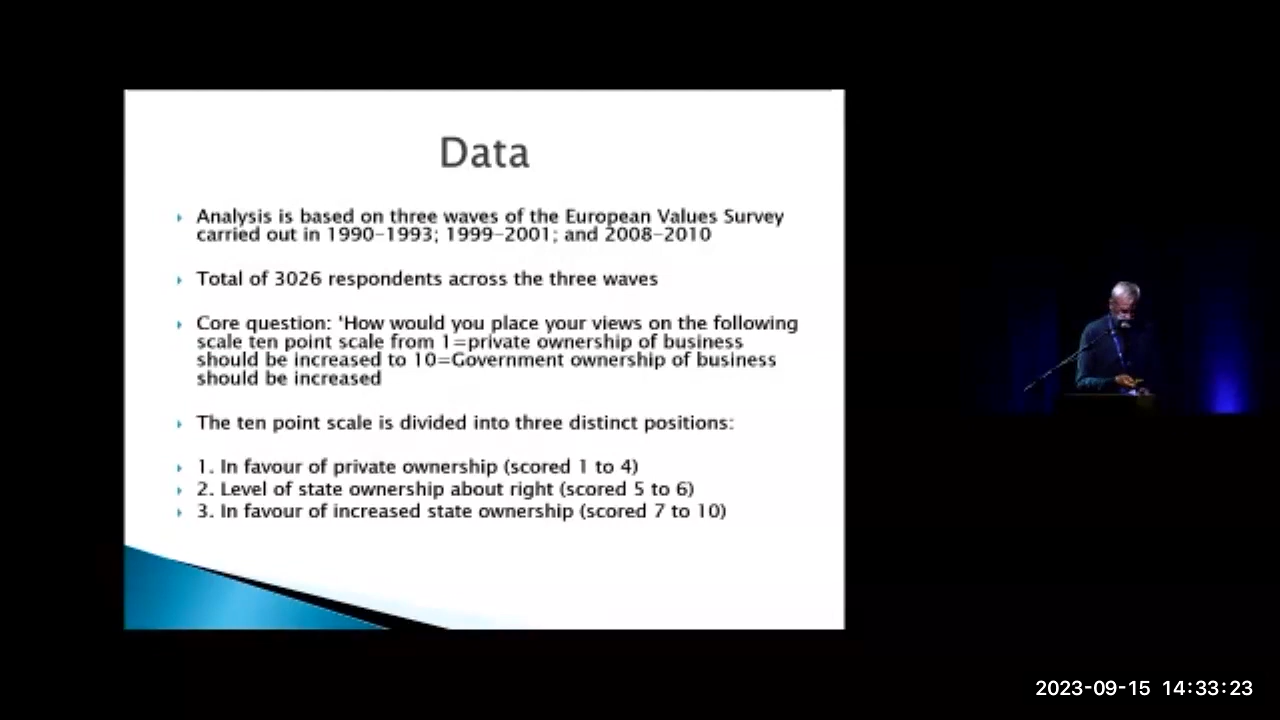 Data
Analysis is based on three waves of the European Values Survey
carried out in 1990-1993; 1999-2001; and 2008-2010
Total of 3026 respondents across the three waves
Core question: 'How would you place your views on the following
scale ten point scale from 1=private ownership of business
should be increased to 10=Government ownership of business
should be increased
The ten point scale is divided into three distinct positions:
1. In favour of private ownership (scored 1 to 4)
2. Level of state ownership about right (scored 5 to 6)
3. In favour of increased state ownership (scored 7 to 10)
2023-09-15 14:33:23